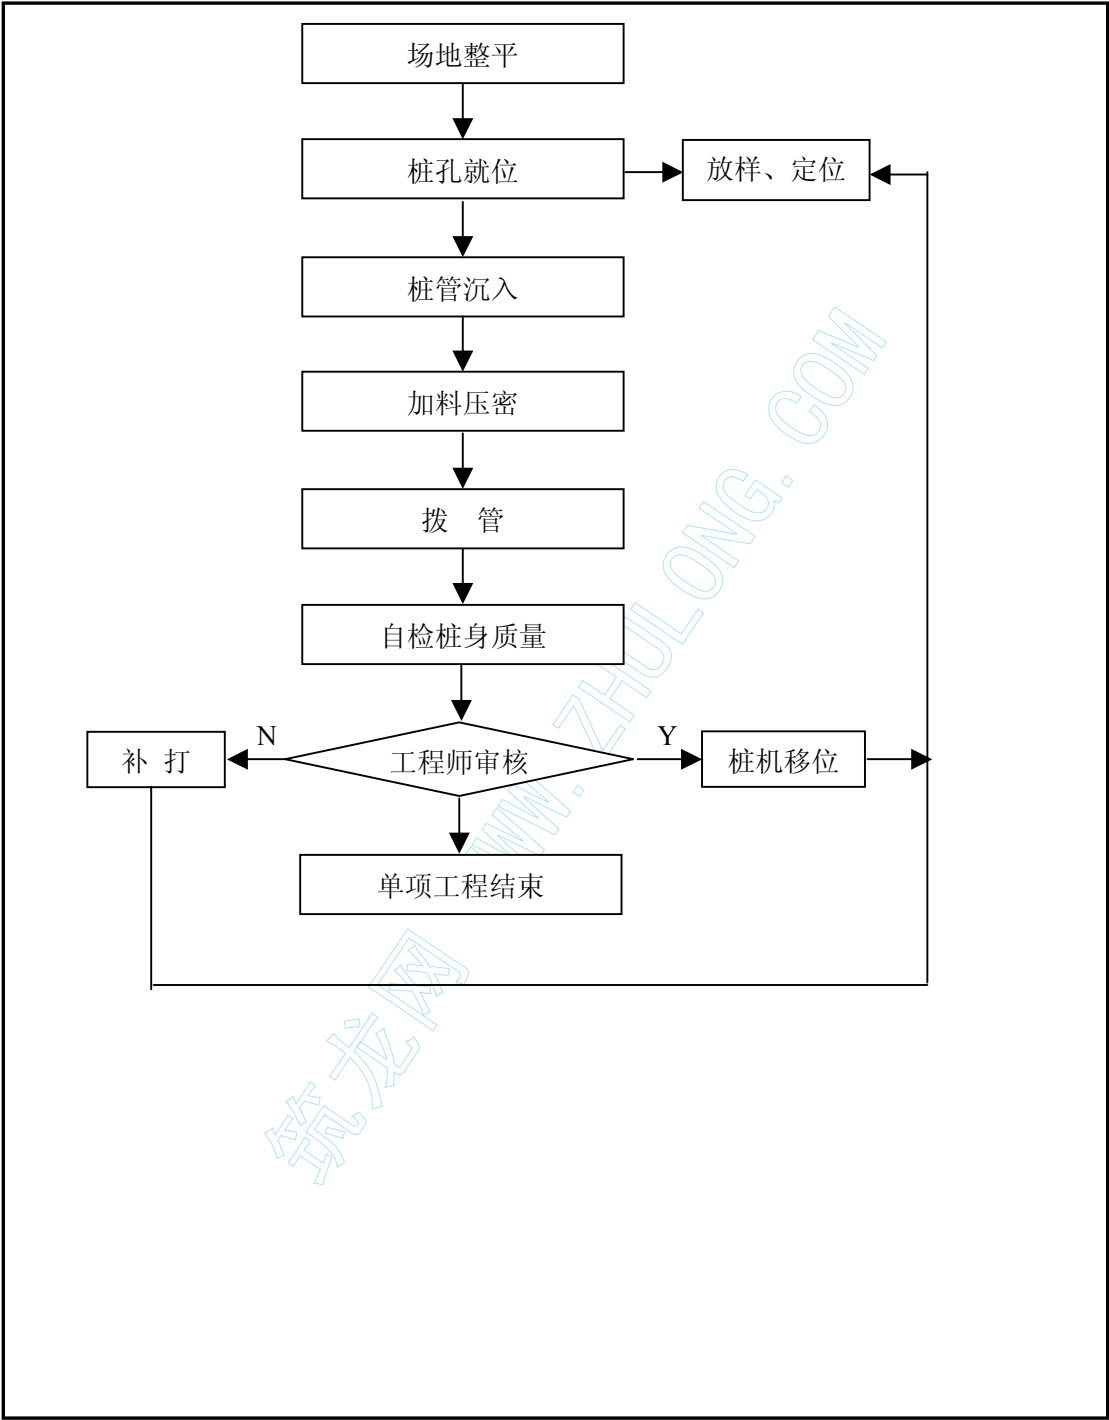 场地整平
桩孔就位
放样、定位
桩管沉入
加料压密
拨 管
自检桩身质量
N
Y
补 打
工程师审核
桩机移位
单项工程结束
筑龙网 WWW.ZHULONG.COM